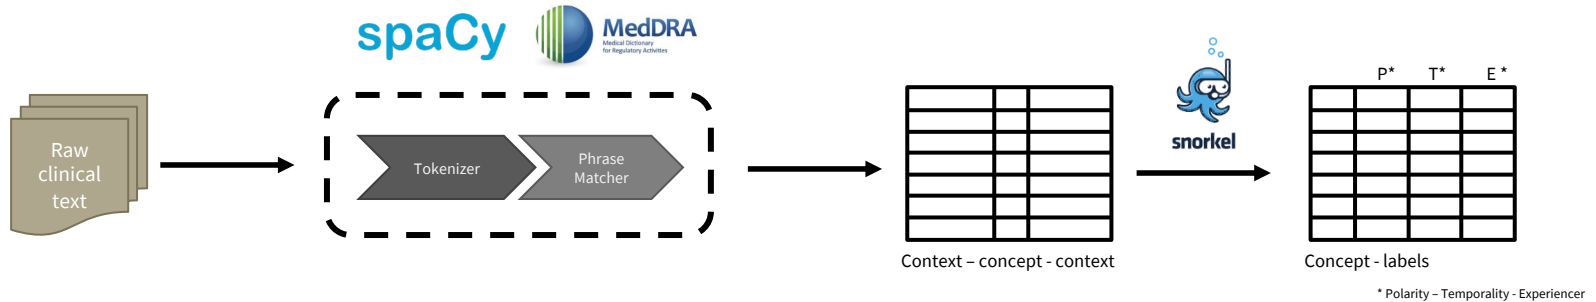 spaCy
MedDRA
Medical Dictionary
for Regulatory Activities
Raw
clinical
text
Tokenizer
Phrase
Matcher
snorkel
P* T* E *
Context – concept - context
Concept - labels
* Polarity – Temporality - Experiencer